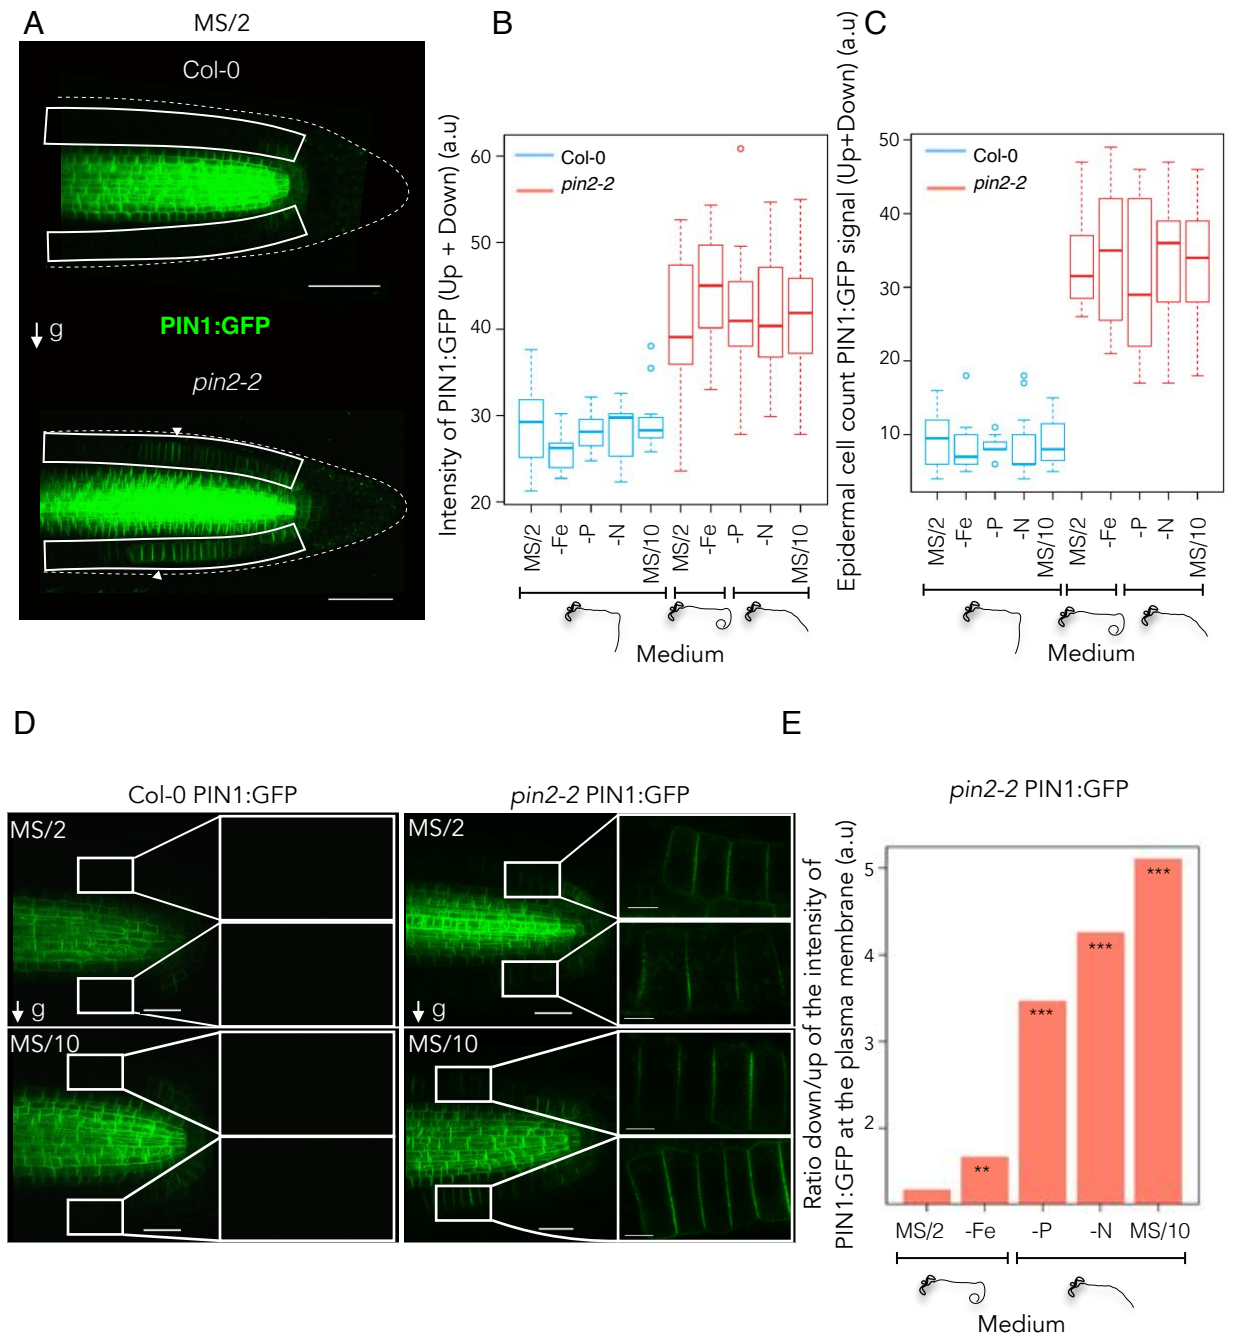 A
MS/2
Col-0
g
PIN1:GFP
pin2-2
B
Intensity of PIN1:GFP (Up + Down) (a.u)
60
50
40
30
20
Col-0
pin2-2
MS/2
-Fe
-P
-N
MS/10
MS/2
-Fe
-P
-N
MS/10
Medium
C
Epidermal cell count PIN1:GFP signal (Up+Down) (a.u)
50
40
30
20
10
Col-0
pin2-2
MS/2
-Fe
-P
-N
MS/10
MS/2
-Fe
-P
-N
MS/10
Medium
D
Col-0 PIN1:GFP
MS/2
g
MS/10
pin2-2 PIN1:GFP
MS/2
g
MS/10
E
pin2-2 PIN1:GFP
Ratio down/up of the intensity of
PIN1:GFP at the plasma membrane (a.u)
5
4
3
2
**
***
***
***
MS/2
-Fe
-P
-N
MS/10
Medium